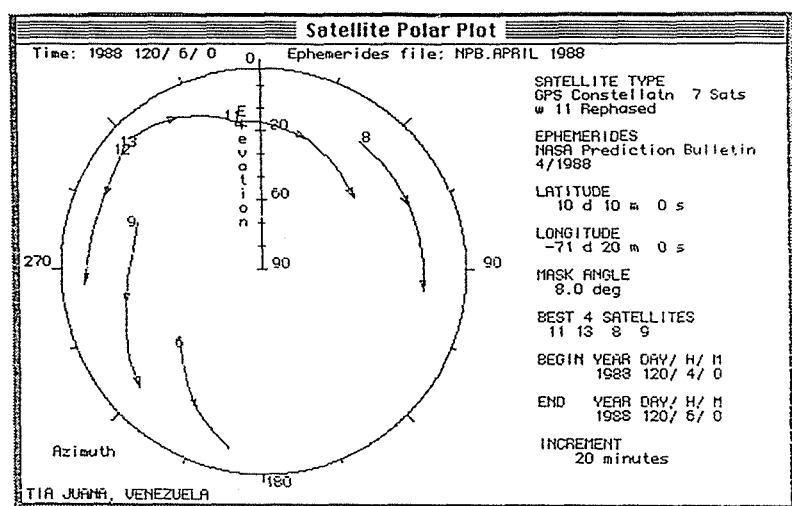 Satellite Polar Plot
Time: 1988 120/ 6/ 0 Ephemerides file: NPB.APRIL 1988
0
SATELLITE TYPE
GPS Constellatn 7 Sats
w 11 Rephased
EPHEMERIDES
NASA Prediction Bulletin
4/1988
LATITUDE
10 d 10 m 0 s
LONGITUDE
-71 d 20 m 0 s
MASK ANGLE
8.0 deg
BEST 4 SATELLITES
11 13 8 9
BEGIN YEAR DAY/ H/ M
1988 120/ 4/ 0
END YEAR DAY/ H/ M
1988 120/ 6/ 0
INCREMENT
20 minutes
11
Elevation
20
8
13
12
60
9
270
90
90
6
Azimuth
180
TIA JUANA, VENEZUELA